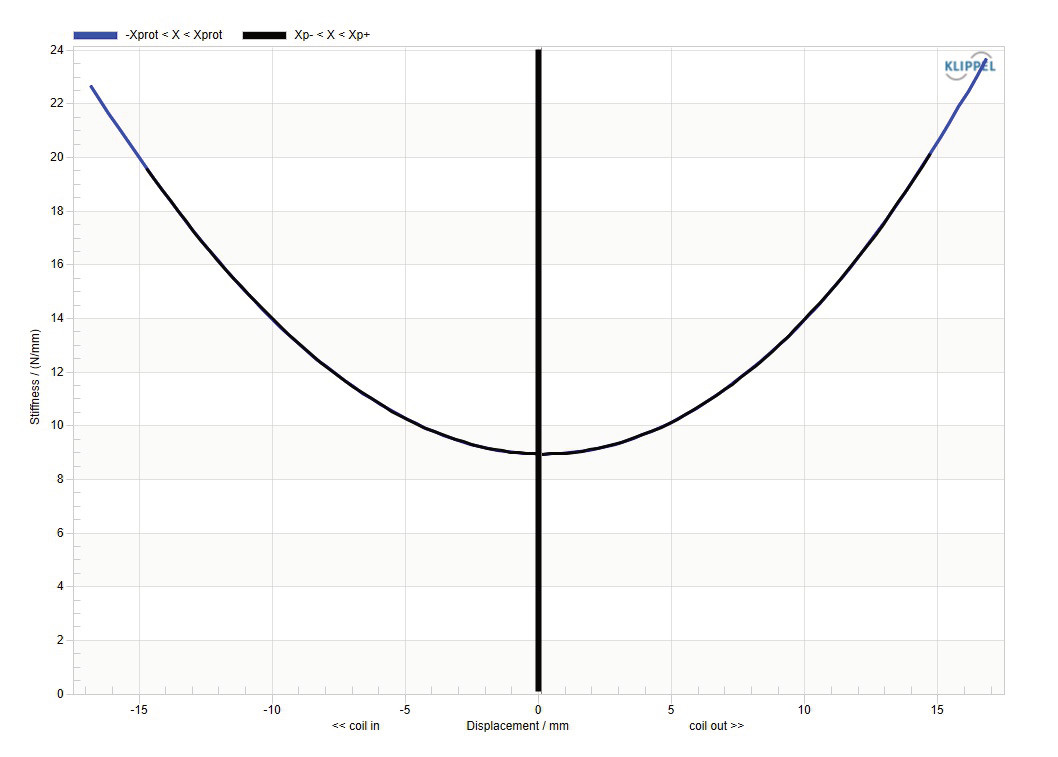 -Xprot < X < Xprot Xp- < X < Xp+
KLIPPEL
24
22
20
18
16
14
12
10
8
6
4
2
0
Stiffness / (N/mm)
-15 -10 -5 0 5 10 15
<< coil in Displacement / mm coil out >>